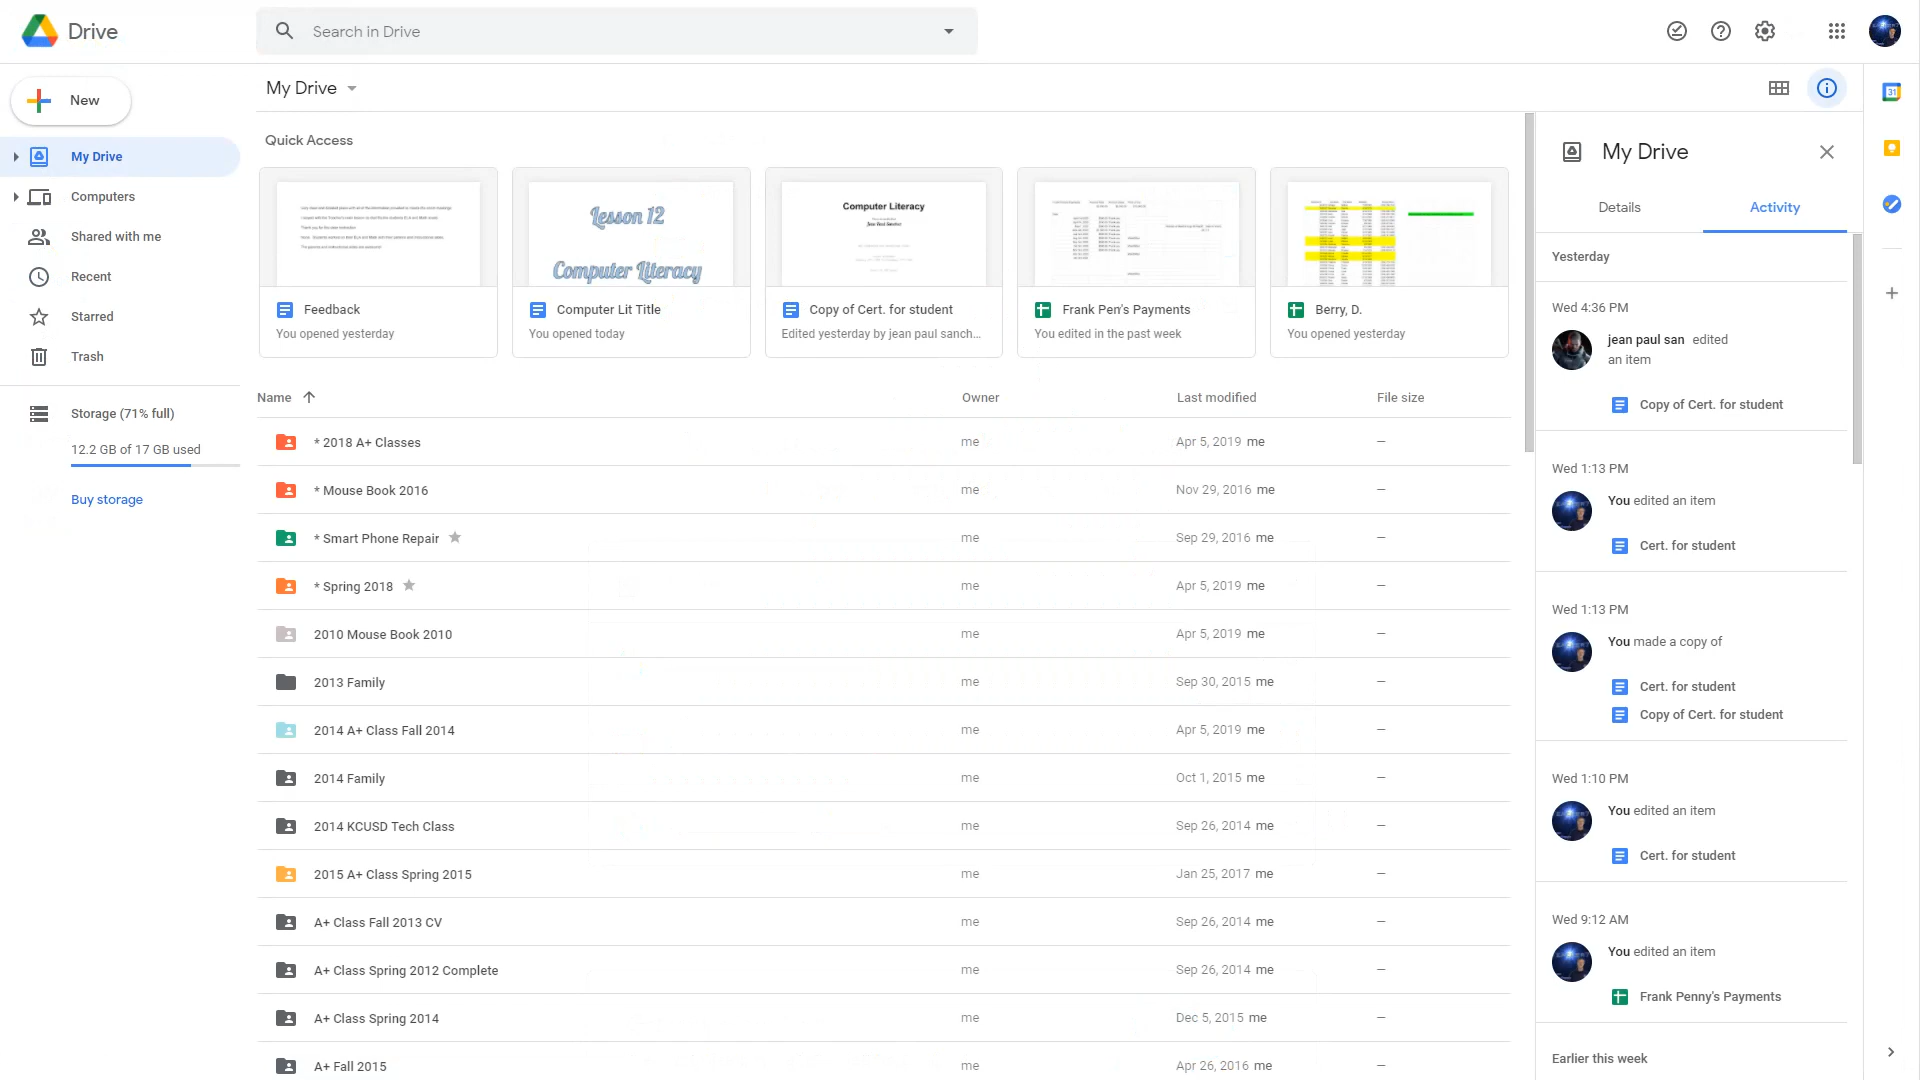 Drive
Search in Drive
New
My Drive
Computers
Shared with me
Recent
Starred
Trash
Storage (71% full)
12.2 GB of 17 GB used
Buy storage
My Drive
Quick Access
Lesson 12
Computer Literacy
Computer Literacy
Feedback
You opened yesterday
Computer Lit Title
You opened today
Copy of Cert. for student
Edited yesterday by jean paul sanch...
Frank Pen's Payments
You edited in the past week
Berry, D.
You opened yesterday
Name Owner Last modified File size
* 2018 A+ Classes me Apr 5, 2019 me —
* Mouse Book 2016 me Nov 29, 2016 me —
* Smart Phone Repair me Sep 29, 2016 me —
* Spring 2018 me Apr 5, 2019 me —
2010 Mouse Book 2010 me Apr 5, 2019 me —
2013 Family me Sep 30, 2015 me —
2014 A+ Class Fall 2014 me Apr 5, 2019 me —
2014 Family me Oct 1, 2015 me —
2014 KCUSD Tech Class me Sep 26, 2014 me —
2015 A+ Class Spring 2015 me Jan 25, 2017 me —
A+ Class Fall 2013 CV me Sep 26, 2014 me —
A+ Class Spring 2012 Complete me Sep 26, 2014 me —
A+ Class Spring 2014 me Dec 5, 2015 me —
A+ Fall 2015 me Apr 26, 2016 me —
My Drive
Details Activity
Yesterday
Wed 4:36 PM
jean paul san edited
an item
Copy of Cert. for student
Wed 1:13 PM
You edited an item
Cert. for student
Wed 1:13 PM
You made a copy of
Cert. for student
Copy of Cert. for student
Wed 1:10 PM
You edited an item
Cert. for student
Wed 9:12 AM
You edited an item
Frank Penny's Payments
Earlier this week
31